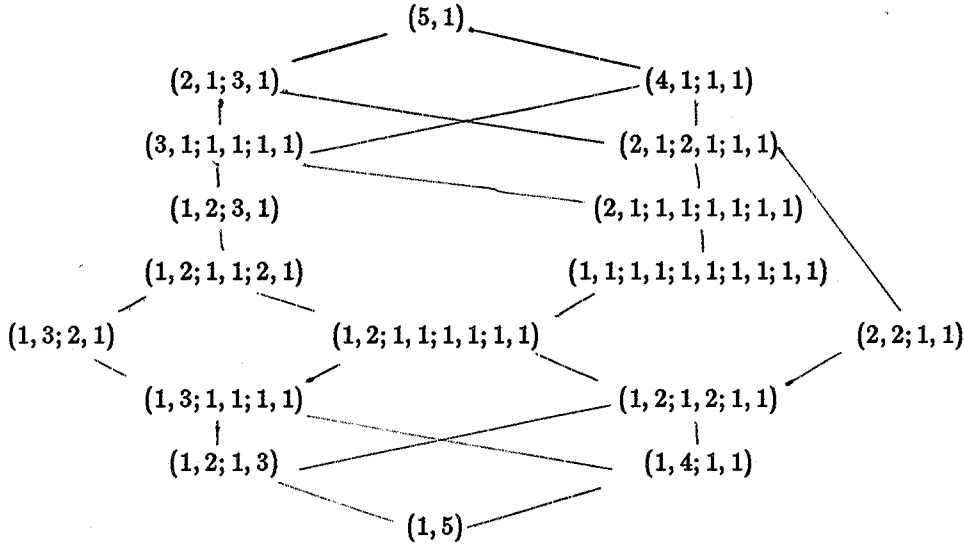 (5, 1)
(2, 1; 3, 1) (4, 1; 1, 1)
(3, 1; 1, 1; 1, 1) (2, 1; 2, 1; 1, 1)
(1, 2; 3, 1) (2, 1; 1, 1; 1, 1; 1, 1)
(1, 2; 1, 1; 2, 1) (1, 1; 1, 1; 1, 1; 1, 1; 1, 1)
(1, 3; 2, 1) (1, 2; 1, 1; 1, 1; 1, 1) (2, 2; 1, 1)
(1, 3; 1, 1; 1, 1) (1, 2; 1, 2; 1, 1)
(1, 2; 1, 3) (1, 4; 1, 1)
(1, 5)